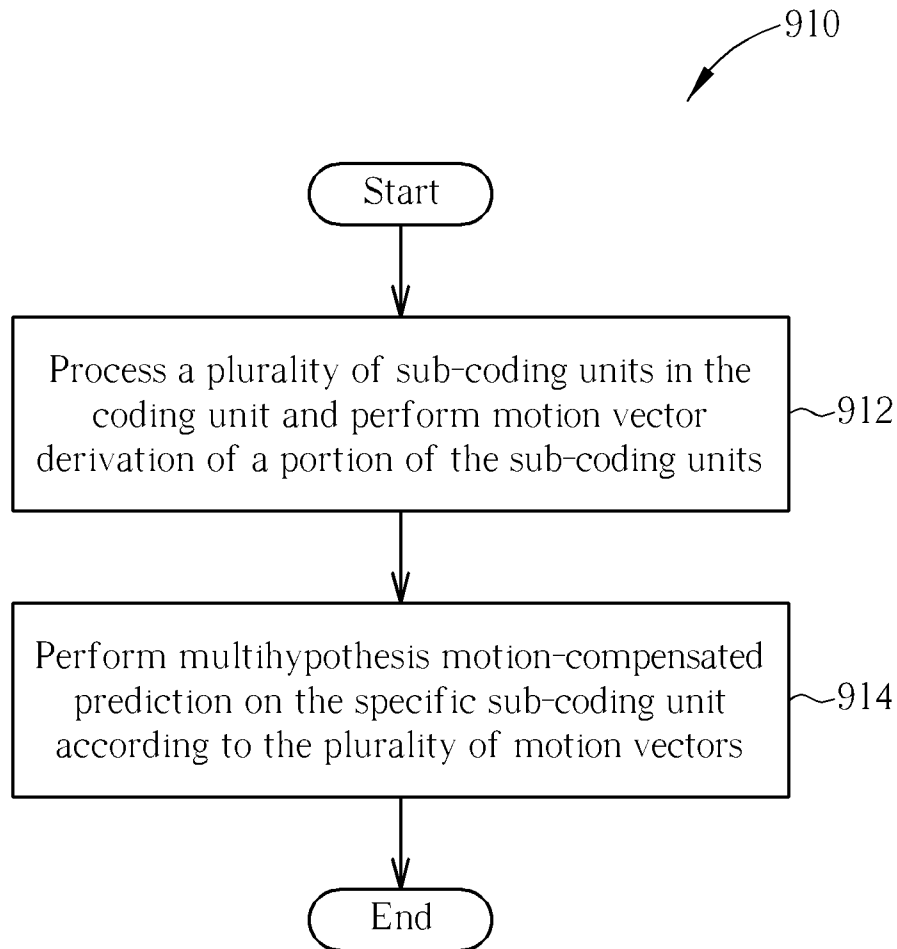 910
Start
Process a plurality of sub-coding units in the
coding unit and perform motion vector
derivation of a portion of the sub-coding units
912
Perform multihypothesis motion-compensated
prediction on the specific sub-coding unit
according to the plurality of motion vectors
914
End